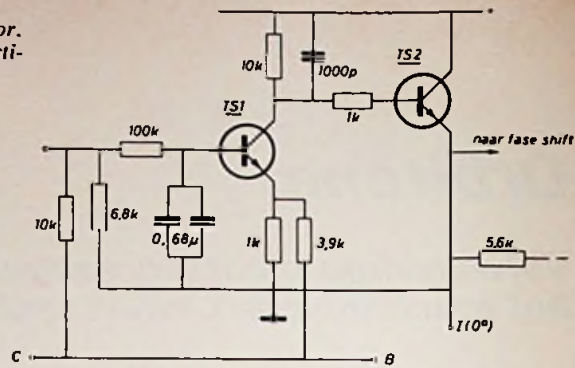 or.
rti-
10k
1000p
TS2
TS1
1k
100k
naar fase shift
10k
6,8k
0,68µ
1k
3,9k
5,6k
I(0°)
C
B